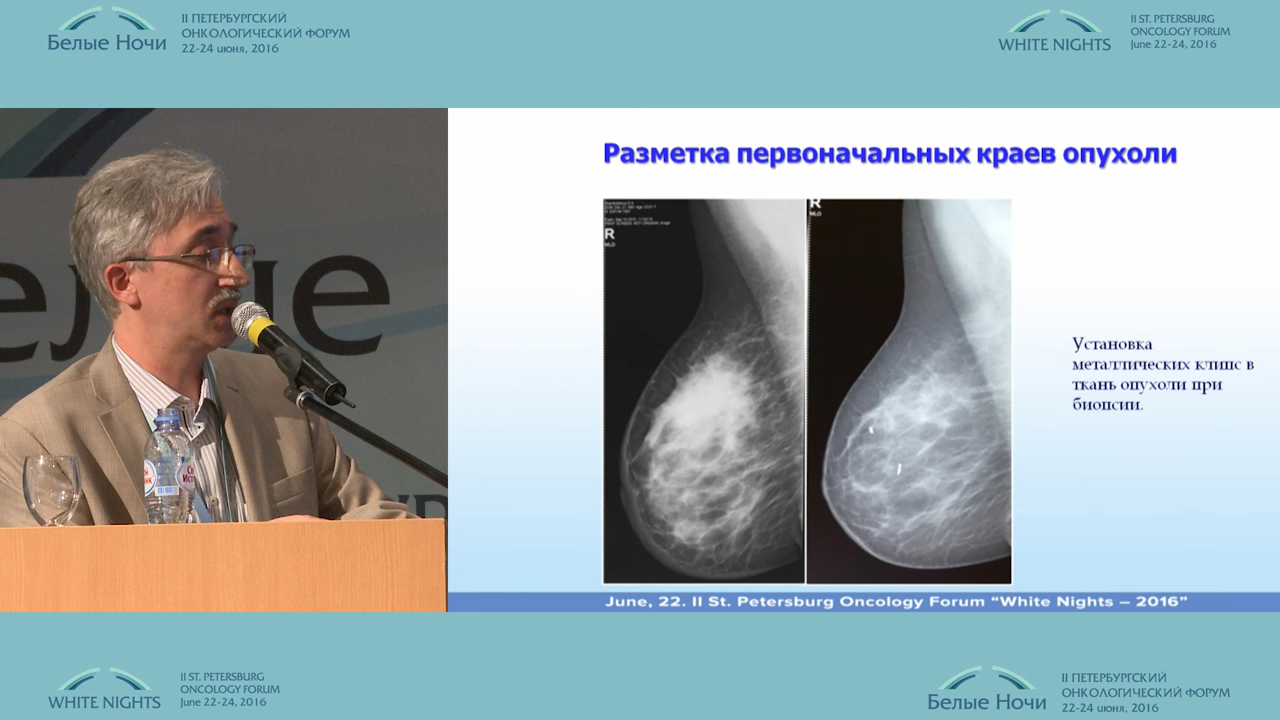 Белые Ночи
II ПЕТЕРБУРГСКИЙ
ОНКОЛОГИЧЕСКИЙ ФОРУМ
22-24 июня, 2016
WHITE NIGHTS
II ST. PETERSBURG
ONCOLOGY FORUM
June 22-24, 2016
Разметка первоначальных краев опухоли
R
MLO
R
MLO
Установка
металлических клипс в
ткань опухоли при
биопсии.
June, 22. II St. Petersburg Oncology Forum “White Nights – 2016”
WHITE NIGHTS
II ST. PETERSBURG
ONCOLOGY FORUM
June 22-24, 2016
Белые Ночи
II ПЕТЕРБУРГСКИЙ
ОНКОЛОГИЧЕСКИЙ ФОРУМ
22-24 июня, 2016